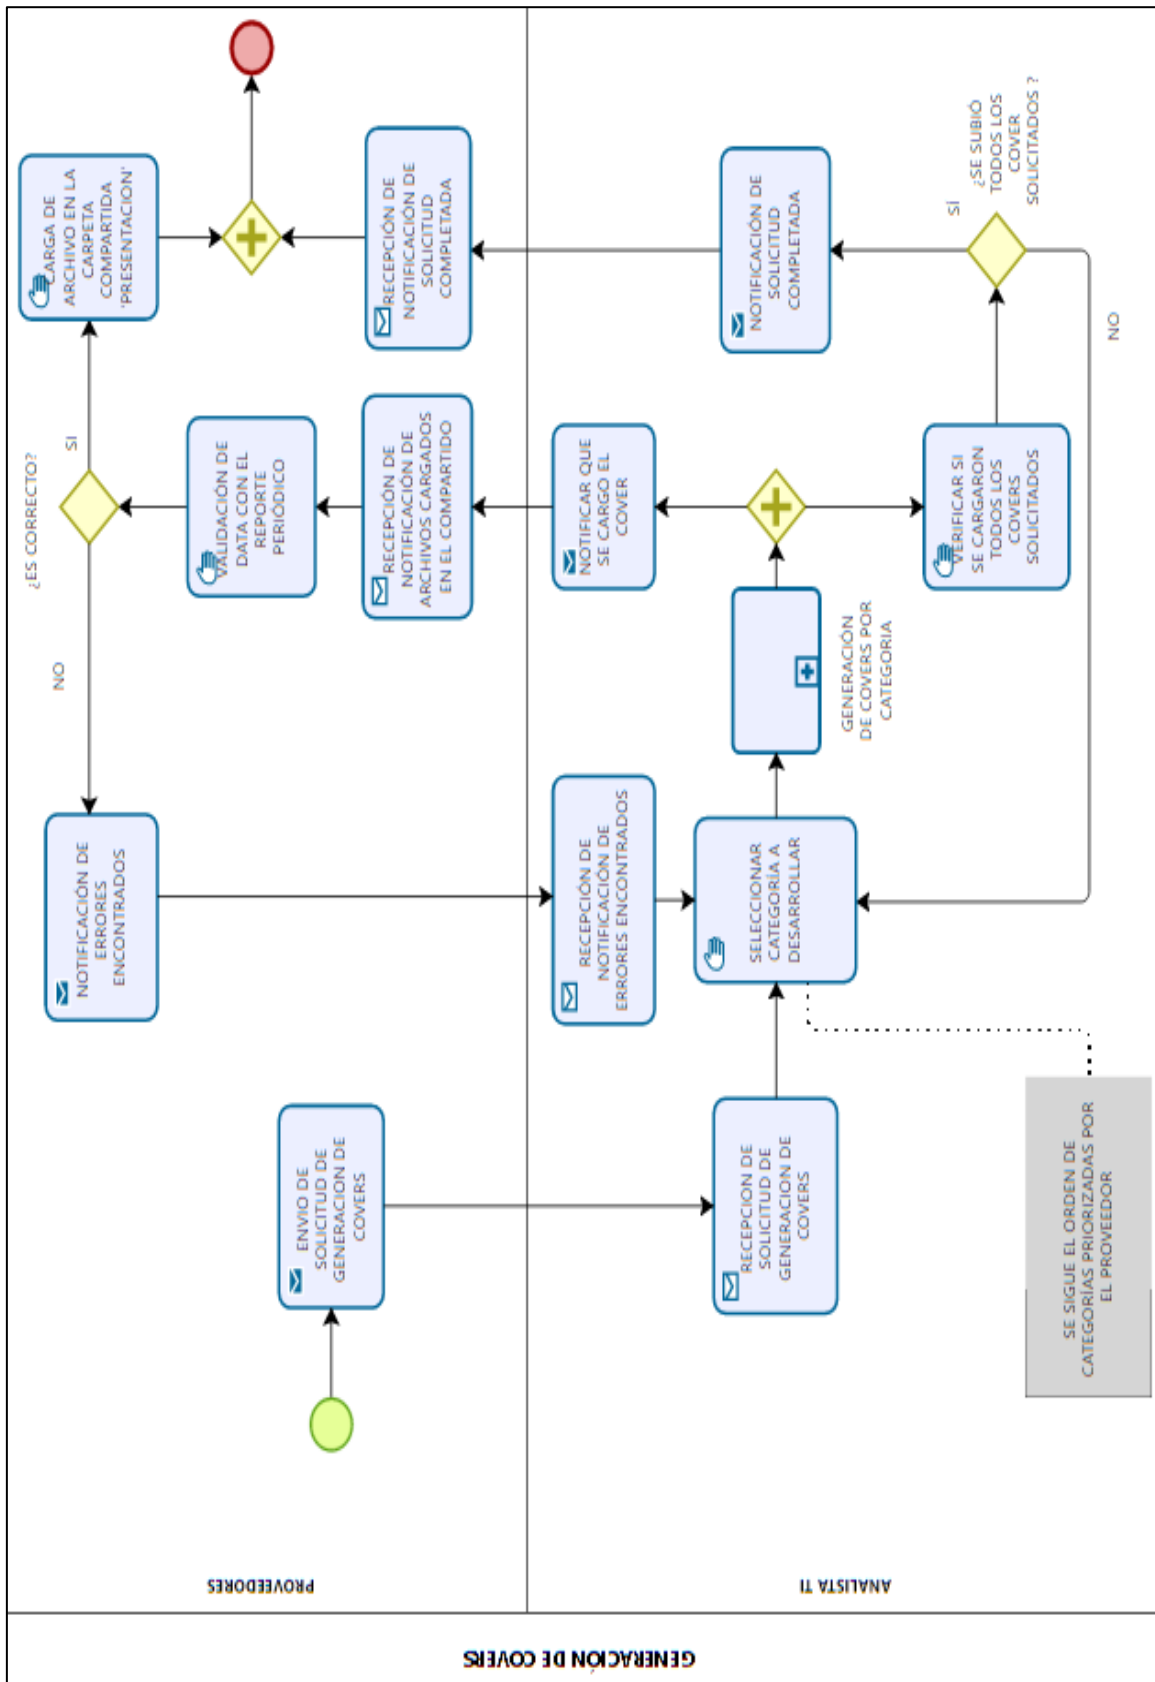 GENERACIÓN DE COVERS
PROVEEDORES
ANALISTA TI
ENVIO DE
SOLICITUD DE
GENERACION DE
COVERS
RECEPCION DE
SOLICITUD DE
GENERACION DE
COVERS
SE SIGUE EL ORDEN DE
CATEGORÍAS PRIORIZADAS POR
EL PROVEEDOR
NOTIFICACIÓN DE
ERRORES
ENCONTRADOS
RECEPCIÓN DE
NOTIFICACIÓN DE
ERRORES ENCONTRADOS
SELECCIONAR
CATEGORÍA A
DESARROLLAR
GENERACIÓN
DE COVERS POR
CATEGORIA
NO
¿ES CORRECTO?
SI
VALIDACIÓN DE
DATA CON EL
REPORTE
PERIÓDICO
RECEPCIÓN DE
NOTIFICACIÓN DE
ARCHIVOS CARGADOS
EN EL COMPARTIDO
NOTIFICAR QUE
SE CARGO EL
COVER
VERIFICAR SI
SE CARGARON
TODOS LOS
COVERS
SOLICITADOS
CARGA DE
ARCHIVO EN LA
CARPETA
COMPARTIDA
'PRESENTACION'
RECEPCIÓN DE
NOTIFICACIÓN DE
SOLICITUD
COMPLETADA
NOTIFICACIÓN DE
SOLICITUD
COMPLETADA
SÍ
¿SE SUBIÓ
TODOS LOS
COVER
SOLICITADOS ?
NO